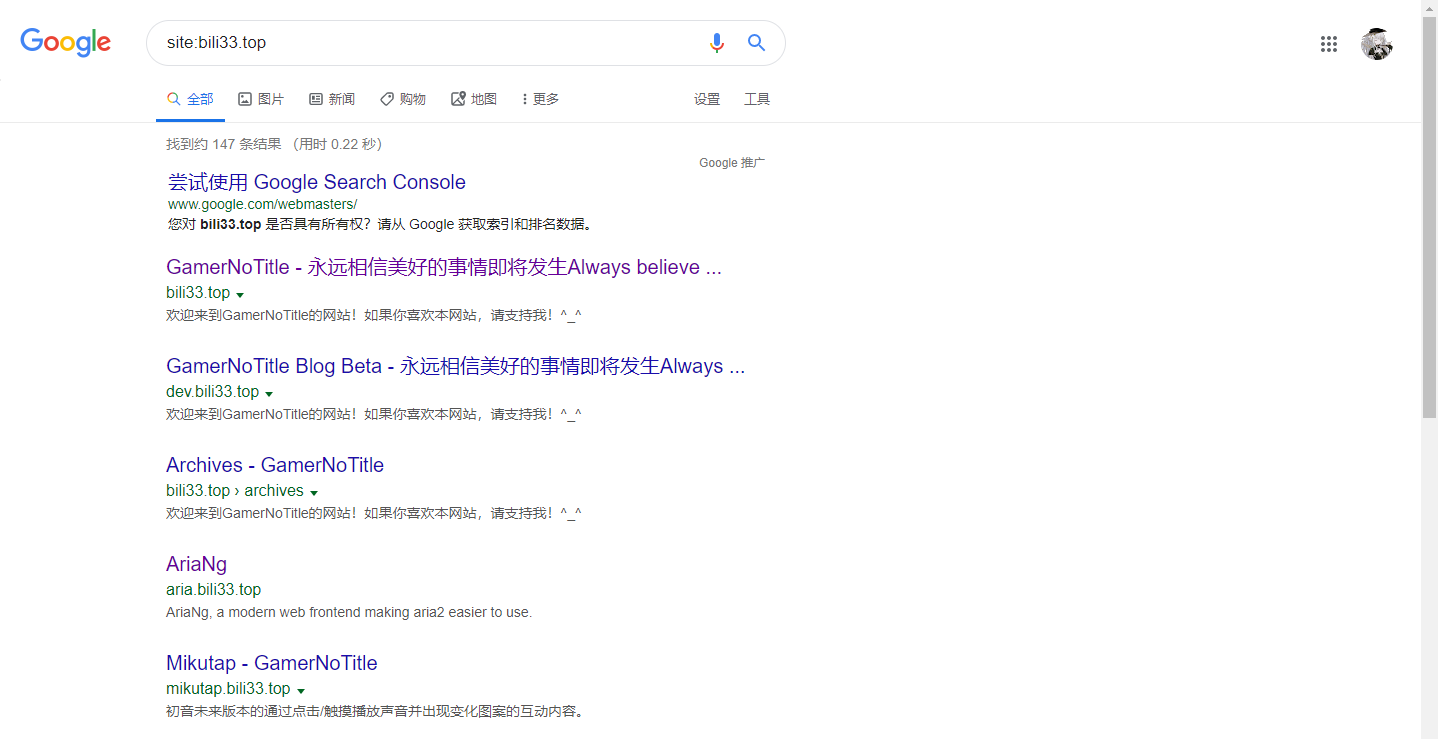 Google
site:bili33.top
全部 图片 新闻 购物 地图 更多 设置 工具
找到约 147 条结果 （用时 0.22 秒）
Google 推广
尝试使用 Google Search Console
www.google.com/webmasters/
您对 bili33.top 是否具有所有权？请从 Google 获取索引和排名数据。
GamerNoTitle - 永远相信美好的事情即将发生Always believe ...
bili33.top
欢迎来到GamerNoTitle的网站！如果你喜欢本网站，请支持我！^_^
GamerNoTitle Blog Beta - 永远相信美好的事情即将发生Always ...
dev.bili33.top
欢迎来到GamerNoTitle的网站！如果你喜欢本网站，请支持我！^_^
Archives - GamerNoTitle
bili33.top › archives
欢迎来到GamerNoTitle的网站！如果你喜欢本网站，请支持我！^_^
AriaNg
aria.bili33.top
AriaNg, a modern web frontend making aria2 easier to use.
Mikutap - GamerNoTitle
mikutap.bili33.top
初音未来版本的通过点击/触摸播放声音并出现变化图案的互动内容。